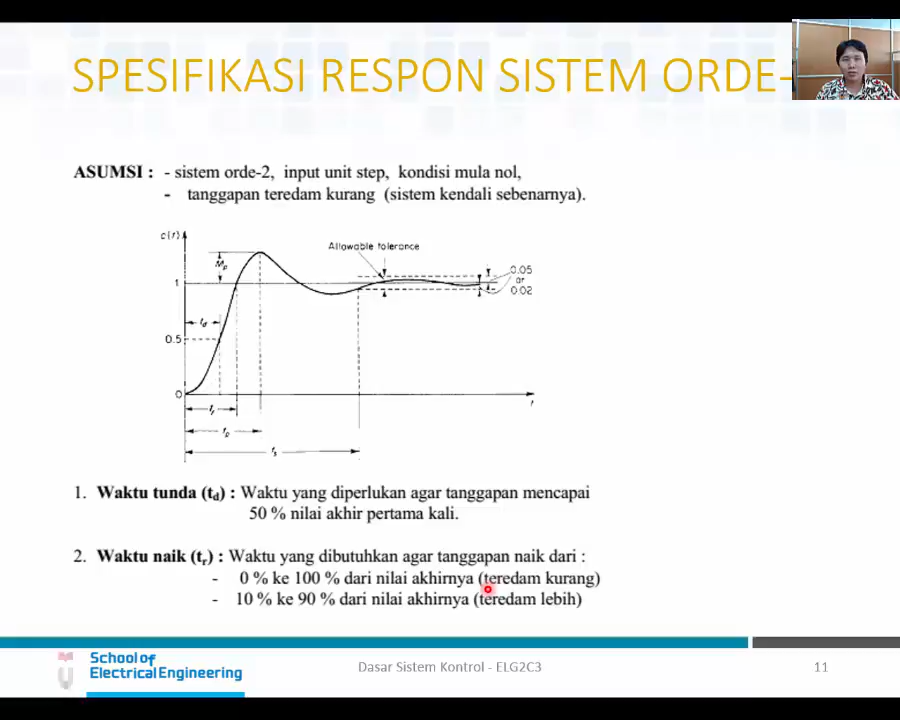 SPESIFIKASI RESPON SISTEM ORDE-
ASUMSI : - sistem orde-2, input unit step, kondisi mula nol,
- tanggapan teredam kurang (sistem kendali sebenarnya).
c(t)
Allowable tolerance
Mp
0.05
or
0.02
1
td
0.5
0
t
tr
tp
ts
1. Waktu tunda (td) : Waktu yang diperlukan agar tanggapan mencapai
50 % nilai akhir pertama kali.
2. Waktu naik (tr) : Waktu yang dibutuhkan agar tanggapan naik dari :
- 0 % ke 100 % dari nilai akhirnya (teredam kurang)
- 10 % ke 90 % dari nilai akhirnya (teredam lebih)
School of
Electrical Engineering
Dasar Sistem Kontrol - ELG2C3
11